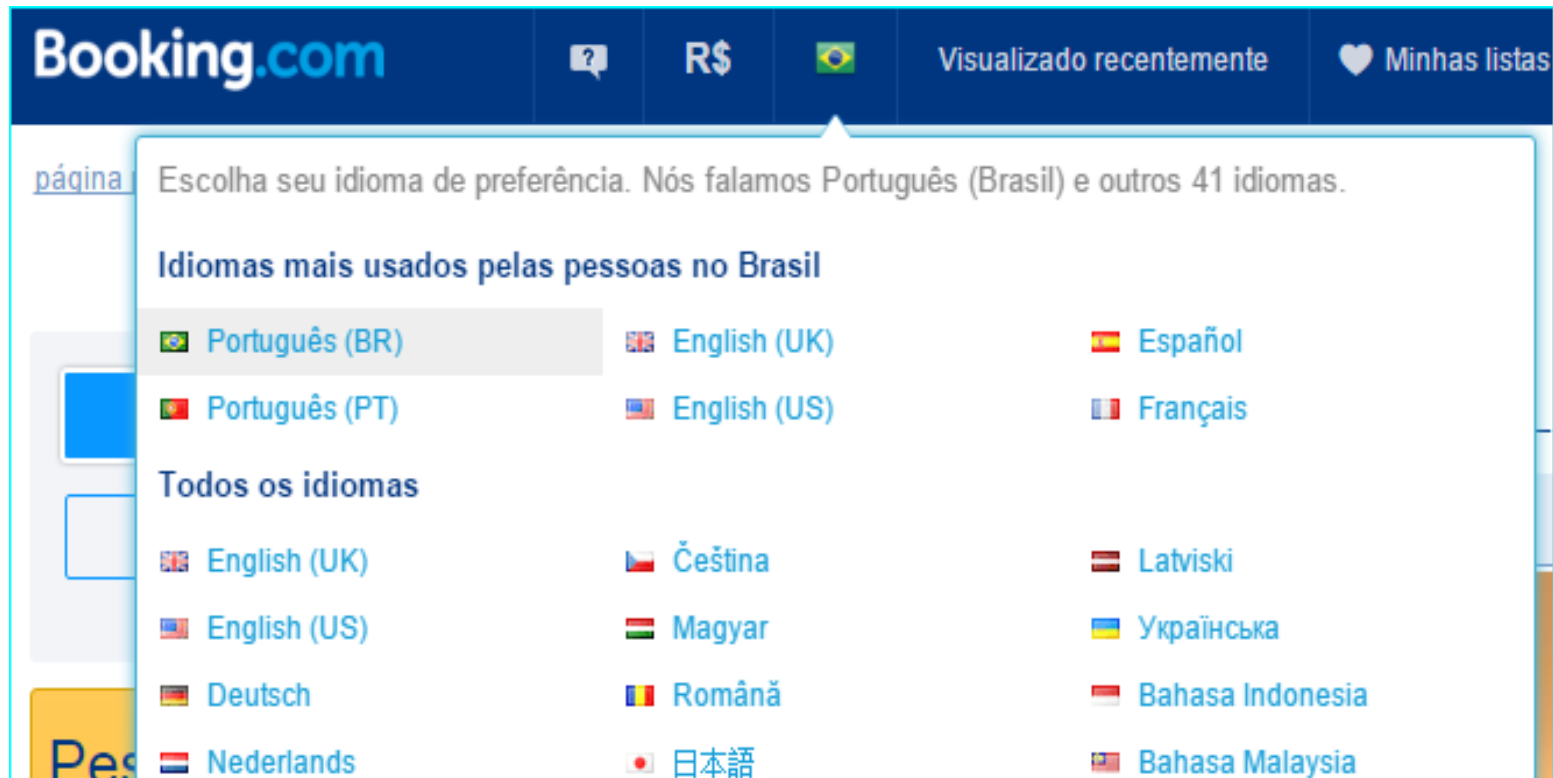 Booking.com R$ Visualizado recentemente Minhas listas
página
Escolha seu idioma de preferência. Nós falamos Português (Brasil) e outros 41 idiomas.
Idiomas mais usados pelas pessoas no Brasil
Português (BR) English (UK) Español
Português (PT) English (US) Français
Todos os idiomas
English (UK) Čeština Latviski
English (US) Magyar Українська
Deutsch Română Bahasa Indonesia
Nederlands 日本語 Bahasa Malaysia